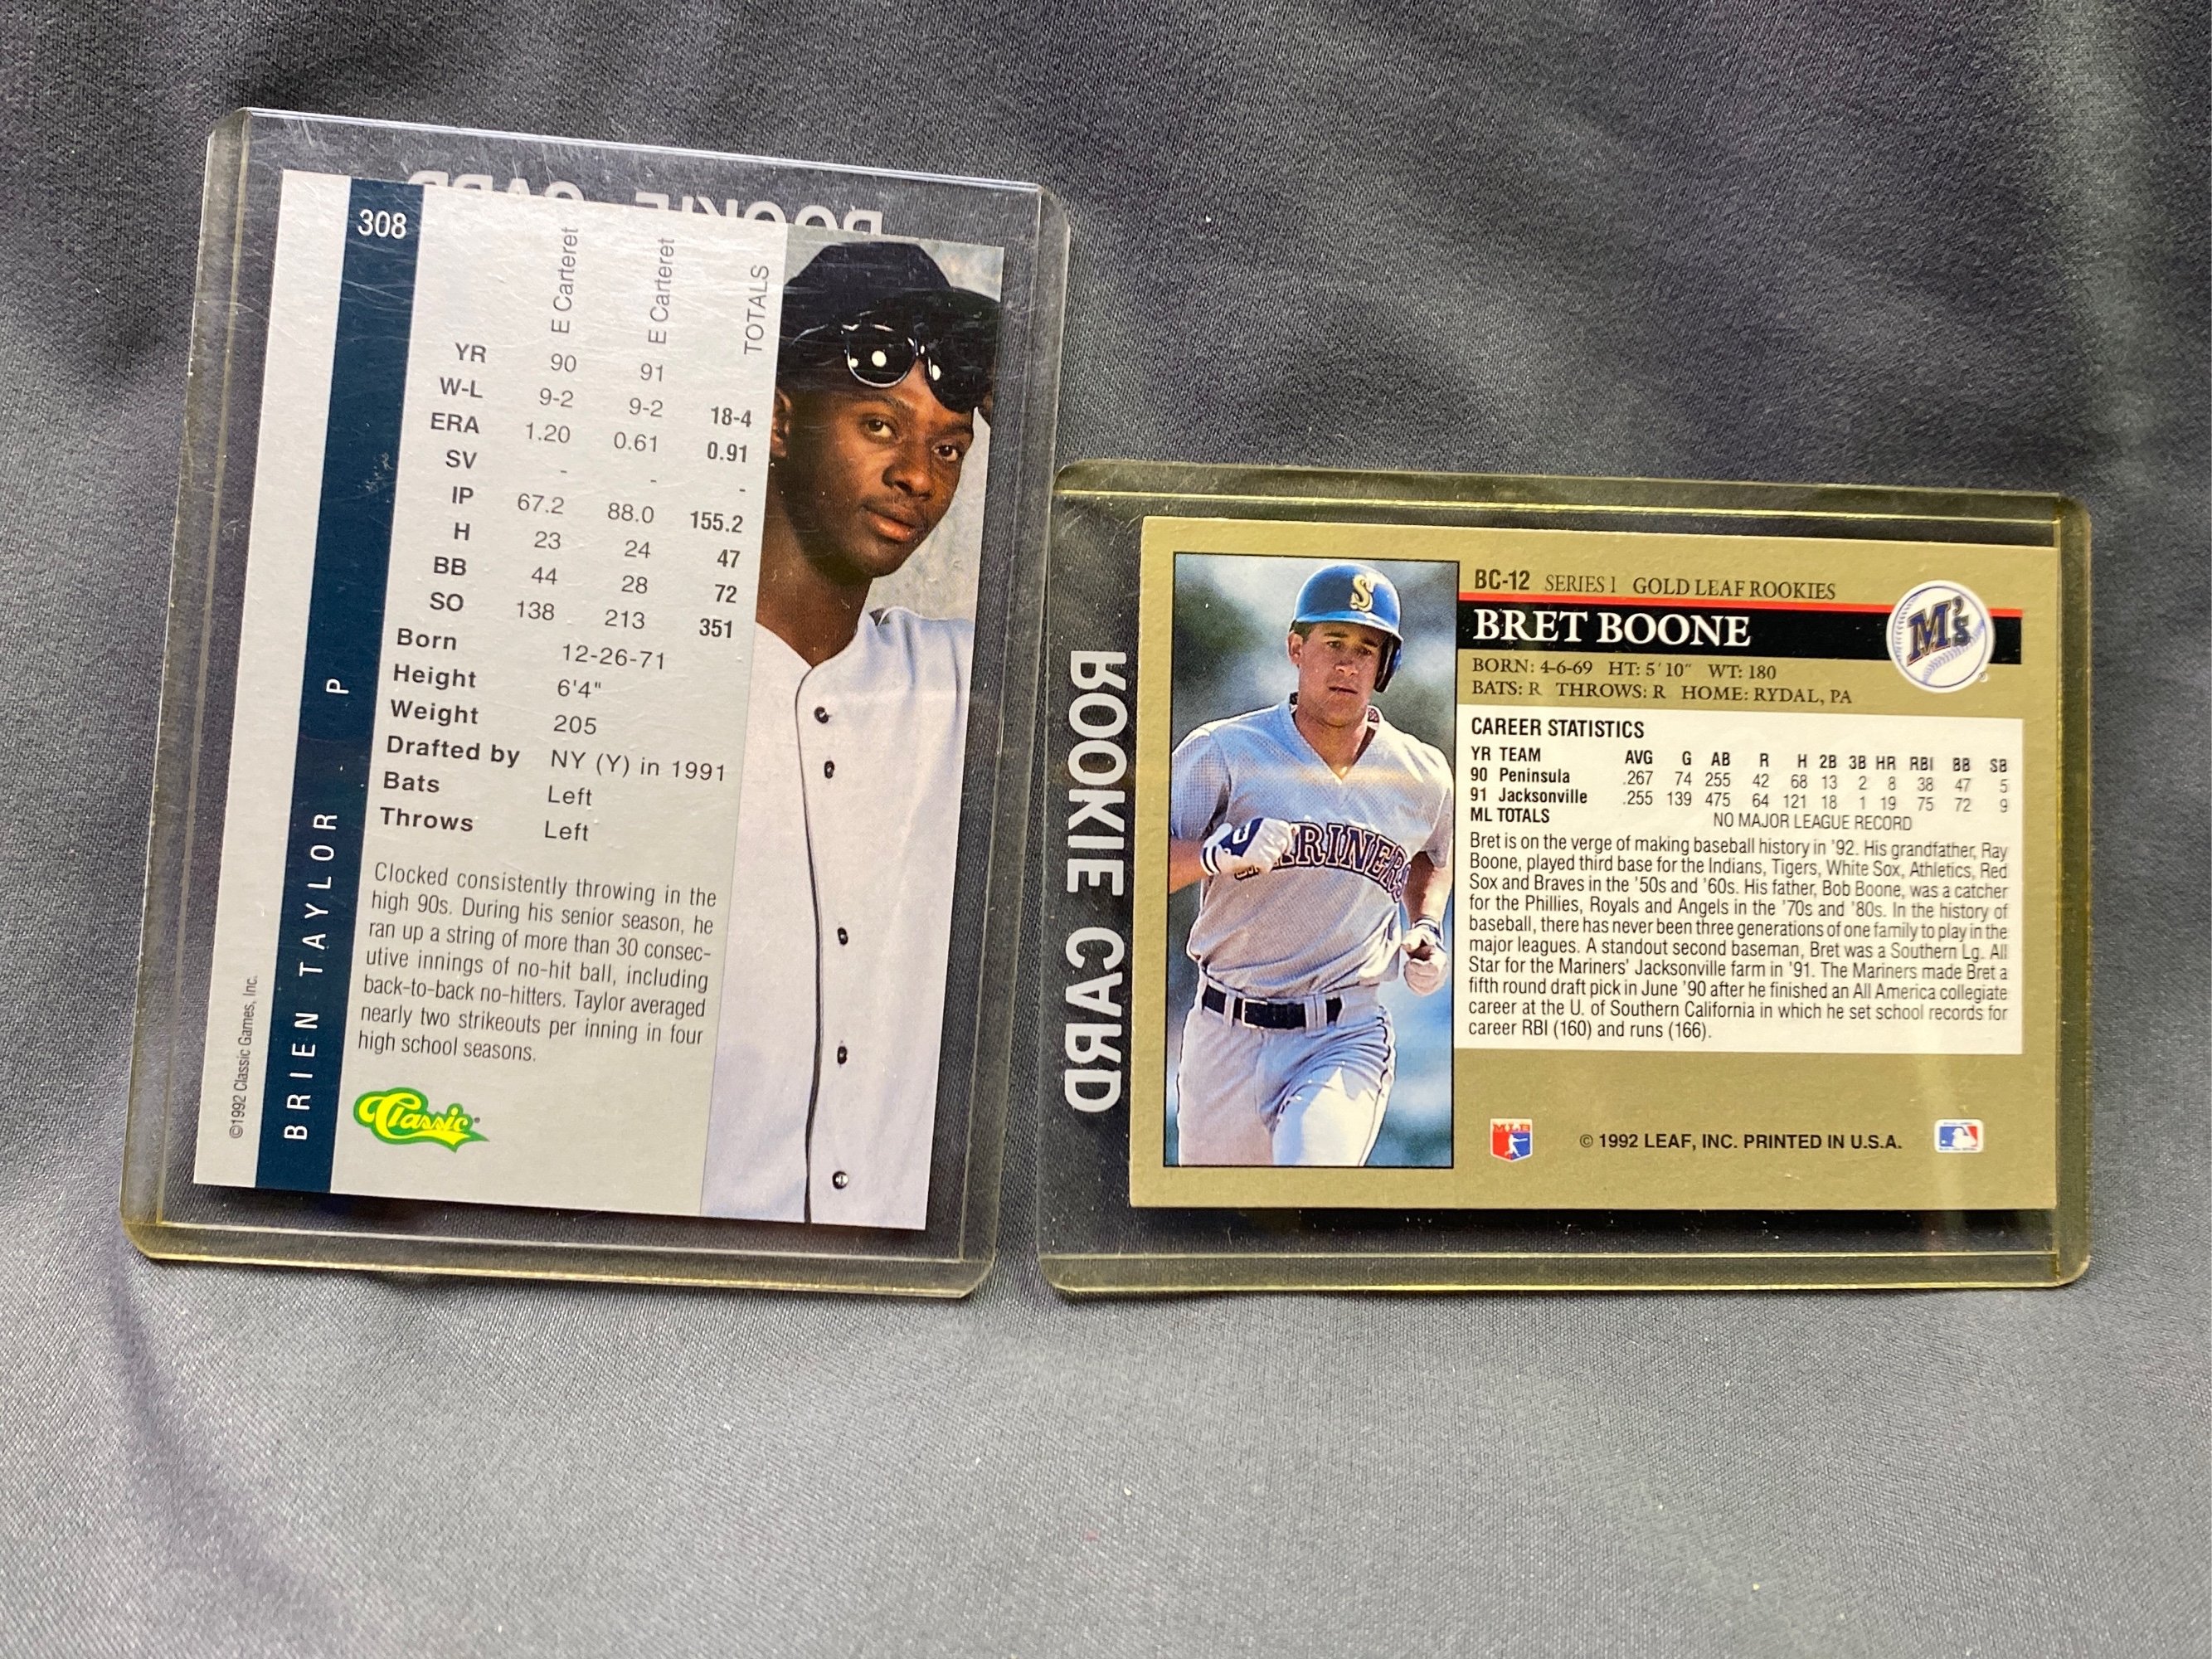 ROOKIE CARD
308
E Carteret E Carteret TOTALS
YR 90 91
W-L 9-2 9-2 18-4
ERA 1.20 0.61 0.91
SV - - -
IP 67.2 88.0 155.2
H 23 24 47
BB 44 28 72
SO 138 213 351
Born 12-26-71
Height 6'4"
Weight 205
Drafted by NY (Y) in 1991
Bats Left
Throws Left
Clocked consistently throwing in the
high 90s. During his senior season, he
ran up a string of more than 30 consec-
utive innings of no-hit ball, including
back-to-back no-hitters. Taylor averaged
nearly two strikeouts per inning in four
high school seasons.
Classic
BRIEN TAYLOR P
©1992 Classic Games, Inc.
ROOKIE CARD
BC-12 SERIES 1 GOLD LEAF ROOKIES
BRET BOONE
M's
BORN: 4-6-69 HT: 5' 10" WT: 180
BATS: R THROWS: R HOME: RYDAL, PA
CAREER STATISTICS
YR TEAM AVG G AB R H 2B 3B HR RBI BB SB
90 Peninsula .267 74 255 42 68 13 2 8 38 47 5
91 Jacksonville .255 139 475 64 121 18 1 19 75 72 9
ML TOTALS NO MAJOR LEAGUE RECORD
Bret is on the verge of making baseball history in '92. His grandfather, Ray
Boone, played third base for the Indians, Tigers, White Sox, Athletics, Red
Sox and Braves in the '50s and '60s. His father, Bob Boone, was a catcher
for the Phillies, Royals and Angels in the '70s and '80s. In the history of
baseball, there has never been three generations of one family to play in the
major leagues. A standout second baseman, Bret was a Southern Lg. All
Star for the Mariners' Jacksonville farm in '91. The Mariners made Bret a
fifth round draft pick in June '90 after he finished an All America collegiate
career at the U. of Southern California in which he set school records for
career RBI (160) and runs (166).
S
RINERS
MLB
© 1992 LEAF, INC. PRINTED IN U.S.A.